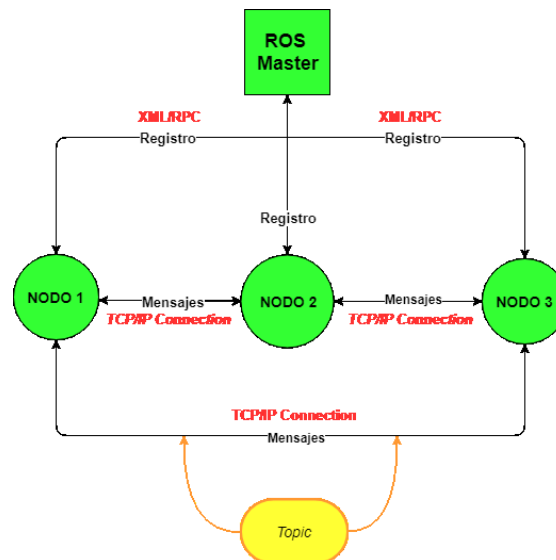 ROS
Master
XML/RPC
XML/RPC
Registro
Registro
Registro
NODO 1
NODO 2
NODO 3
Mensajes
Mensajes
TCP/IP Connection
TCP/IP Connection
TCP/IP Connection
Mensajes
Topic